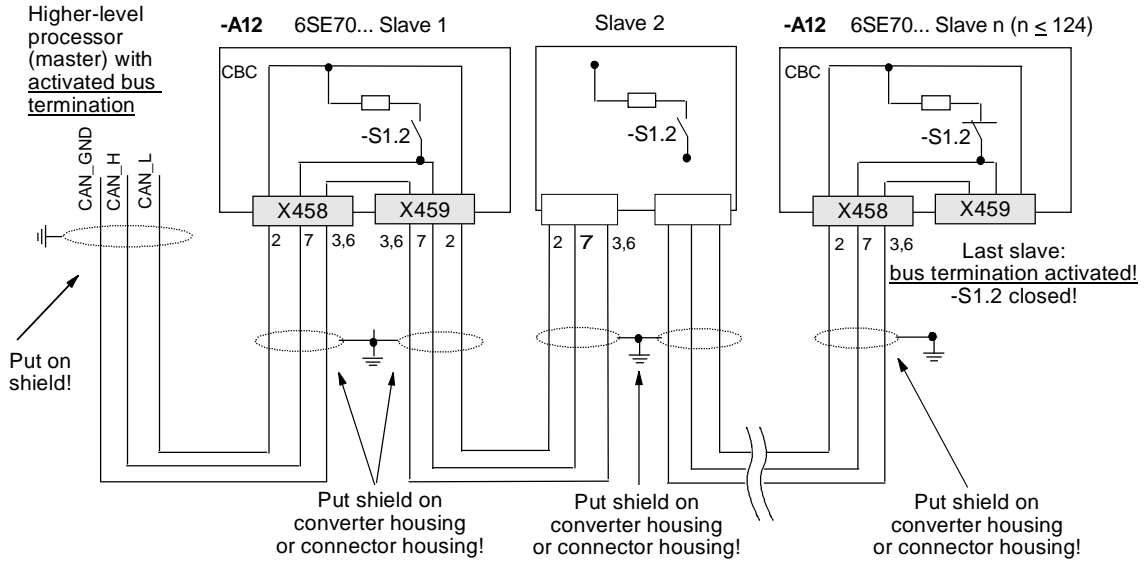 Higher-level
processor
(master) with
activated bus
termination
CAN_GND
CAN_H
CAN_L
Put on
shield!
-A12 6SE70... Slave 1
CBC
-S1.2
X458
X459
2 7 3,6
3,6 7 2
Slave 2
-S1.2
2 7 3,6
-A12 6SE70... Slave n (n ≤ 124)
CBC
-S1.2
X458
X459
2 7 3,6
Last slave:
bus termination activated!
-S1.2 closed!
Put shield on
converter housing
or connector housing!
Put shield on
converter housing
or connector housing!
Put shield on
converter housing
or connector housing!